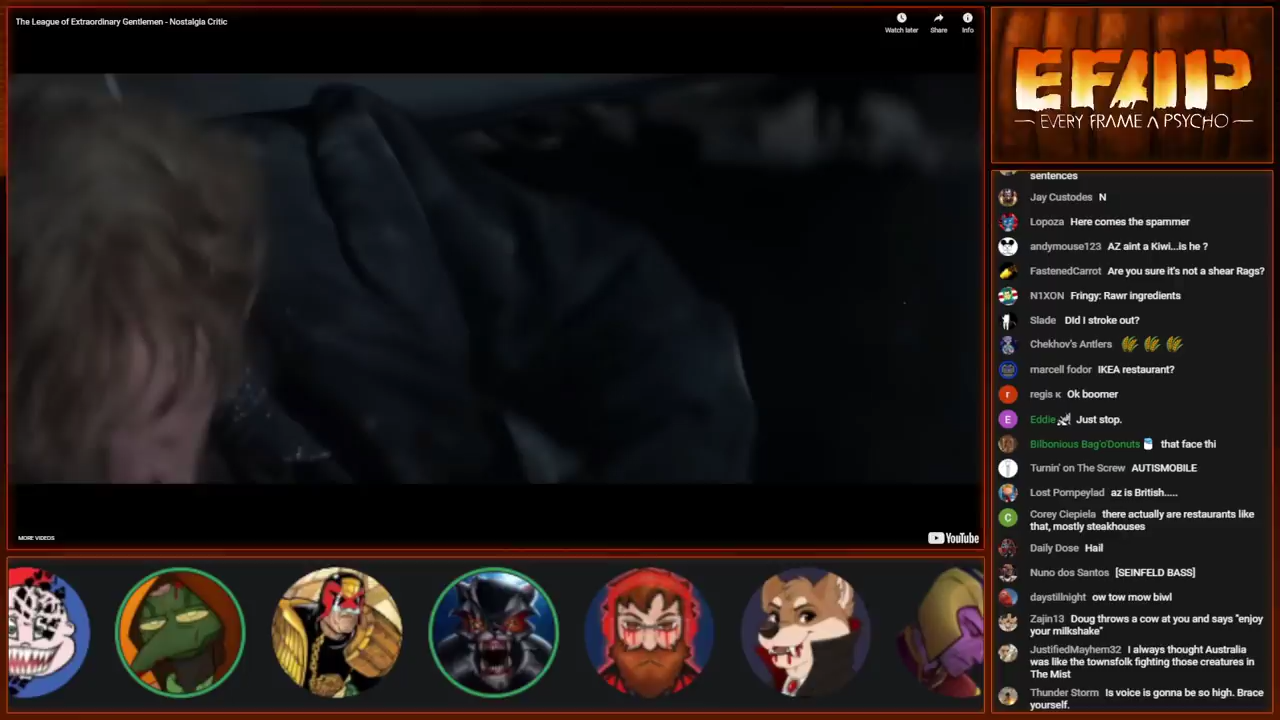 The League of Extraordinary Gentlemen - Nostalgia Critic
Watch later
Share
Info
MORE VIDEOS
YouTube
EFAP
EVERY FRAME A PSYCHO
sentences
Jay Custodes N
Lopoza Here comes the spammer
andymouse123 AZ aint a Kiwi...is he ?
FastenedCarrot Are you sure it's not a shear Rags?
N1XON Fringy: Rawr ingredients
Slade DId I stroke out?
Chekhov's Antlers
marcell fodor IKEA restaurant?
r
regis κ Ok boomer
E
Eddie Just stop.
Bilbonious Bag'o'Donuts that face thi
Turnin' on The Screw AUTISMOBILE
Lost Pompeylad az is British.....
C
Corey Ciepiela there actually are restaurants like
that, mostly steakhouses
Daily Dose Hail
Nuno dos Santos [SEINFELD BASS]
daystillnight ow tow mow biwl
Zajin13 Doug throws a cow at you and says "enjoy
your milkshake"
JustifiedMayhem32 I always thought Australia
was like the townsfolk fighting those creatures in
The Mist
Thunder Storm Is voice is gonna be so high. Brace
yourself.